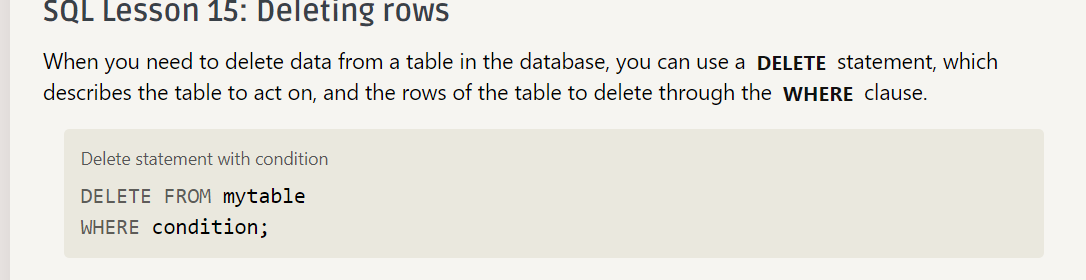 SQL Lesson 15: Deleting rows
When you need to delete data from a table in the database, you can use a DELETE statement, which
describes the table to act on, and the rows of the table to delete through the WHERE clause.
Delete statement with condition
DELETE FROM mytable
WHERE condition;